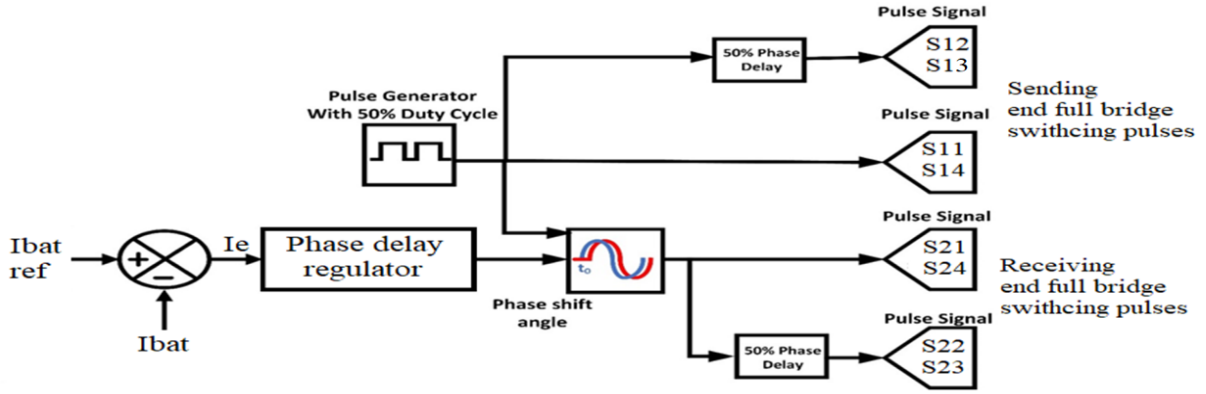 Pulse Signal
S12
S13
50% Phase
Delay
Sending
end full bridge
swithcing pulses
Pulse Generator
With 50% Duty Cycle
Pulse Signal
S11
S14
Pulse Signal
S21
S24
Receiving
end full bridge
swithcing pulses
Ibat
ref
+
−
Ie
Phase delay
regulator
to
Phase shift
angle
Ibat
Pulse Signal
S22
S23
50% Phase
Delay